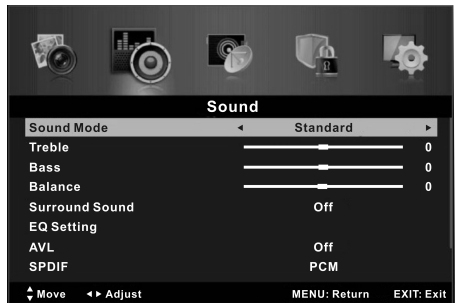 Sound
Sound Mode Standard
Treble 0
Bass 0
Balance 0
Surround Sound Off
EQ Setting
AVL Off
SPDIF PCM
Move Adjust MENU: Return EXIT: Exit